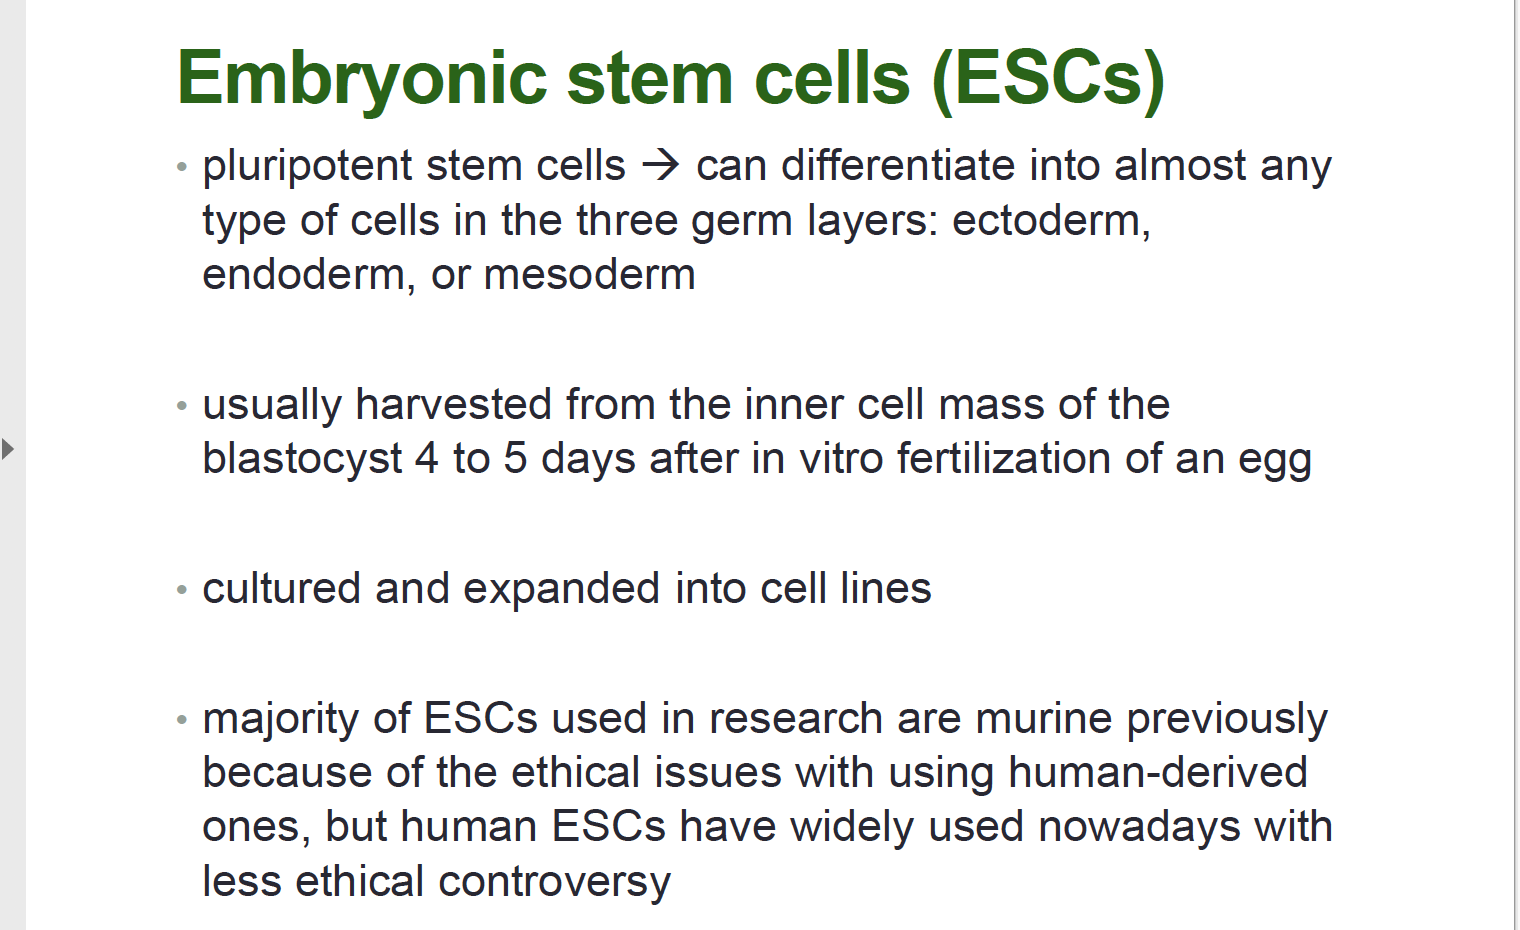 Embryonic stem cells (ESCs)
• pluripotent stem cells → can differentiate into almost any
type of cells in the three germ layers: ectoderm,
endoderm, or mesoderm
• usually harvested from the inner cell mass of the
blastocyst 4 to 5 days after in vitro fertilization of an egg
• cultured and expanded into cell lines
• majority of ESCs used in research are murine previously
because of the ethical issues with using human-derived
ones, but human ESCs have widely used nowadays with
less ethical controversy